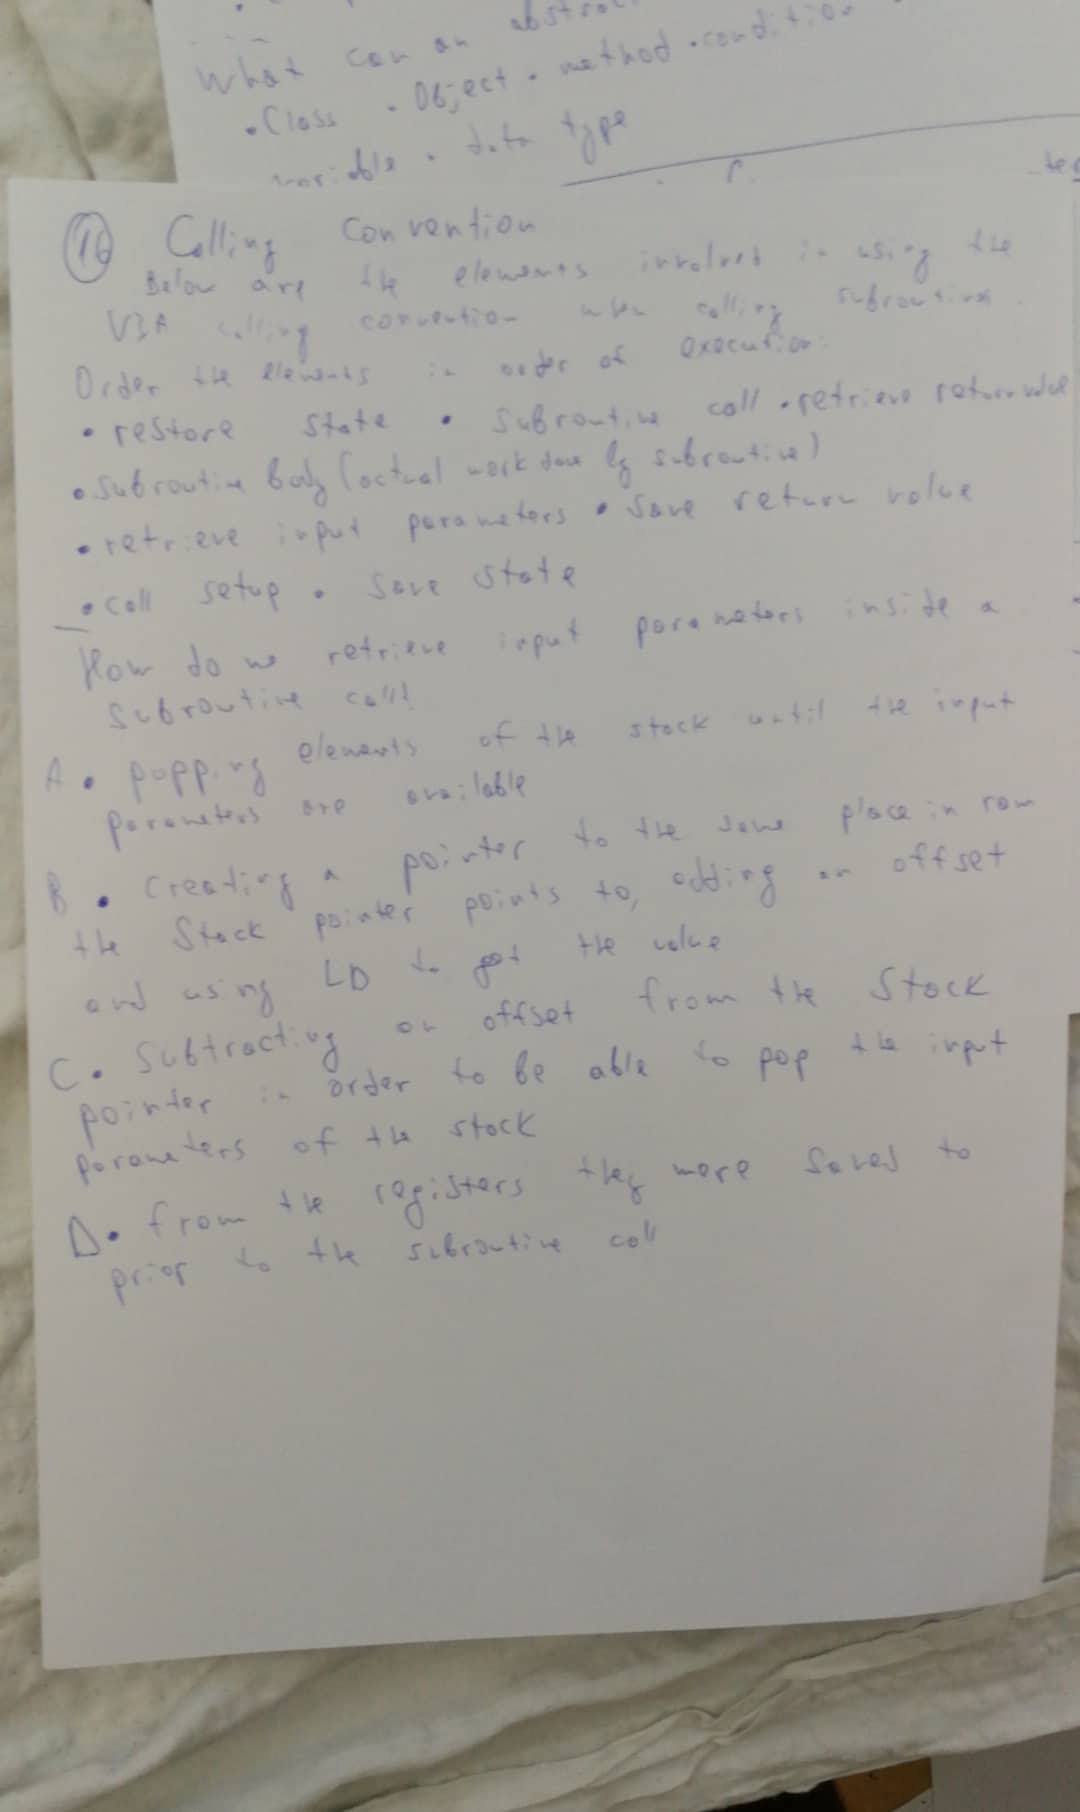 abstrac
What can an
• Class • Object • method • condition
variable • data type
16 Calling Convention
Below are the elements involved in using the
VIA calling convention when calling subroutines.
Order the elements in order of execution:
• restore state • subroutine call • retrieve return value
• subroutine body (actual work done by subroutine)
• retrieve input parameters • Save return value
• call setup • Save state
How do we retrieve input parameters inside a
subroutine call?
A • popping elements of the stack until the input
parameters are available
B • Creating a pointer to the same place in ram
the Stack pointer points to, adding an offset
and using LD to get the value
C • Subtracting an offset from the Stack
pointer in order to be able to pop the input
parameters of the stack
D • from the registers they were saved to
prior to the subroutine call